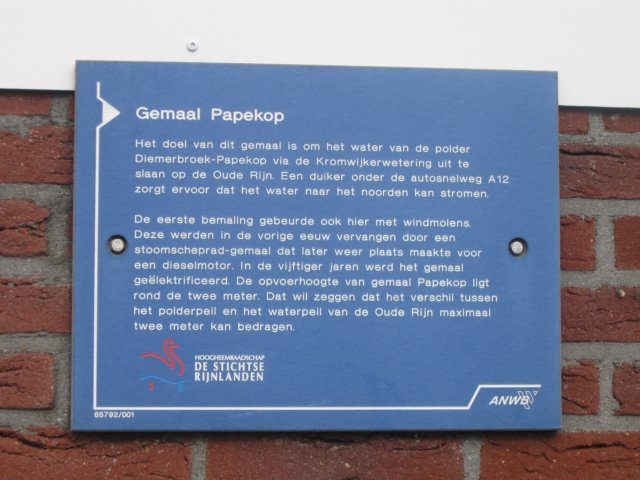 Gemaal Papekop
Het doel van dit gemaal is om het water van de polder
Diemerbroek-Papekop via de Kromwijkerwetering uit te
slaan op de Oude Rijn. Een duiker onder de autosnelweg A12
zorgt ervoor dat het water naar het noorden kan stromen.
De eerste bemaling gebeurde ook hier met windmolens.
Deze werden in de vorige eeuw vervangen door een
stoomscheprad-gemaal dat later weer plaats maakte voor
een dieselmotor. In de vijftiger jaren werd het gemaal
geëlektrificeerd. De opvoerhoogte van gemaal Papekop ligt
rond de twee meter. Dat wil zeggen dat het verschil tussen
het polderpeil en het waterpeil van de Oude Rijn maximaal
twee meter kan bedragen.
HOOGHEEMRAADSCHAP
DE STICHTSE
RIJNLANDEN
65792/001
ANWB